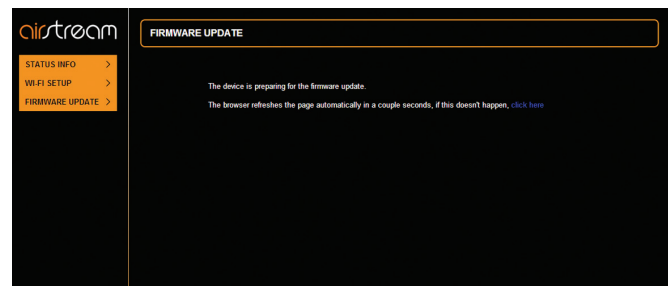 airstream
FIRMWARE UPDATE
STATUS INFO >
WI-FI SETUP >
FIRMWARE UPDATE >
The device is preparing for the firmware update.
The browser refreshes the page automatically in a couple seconds, if this doesn't happen, click here